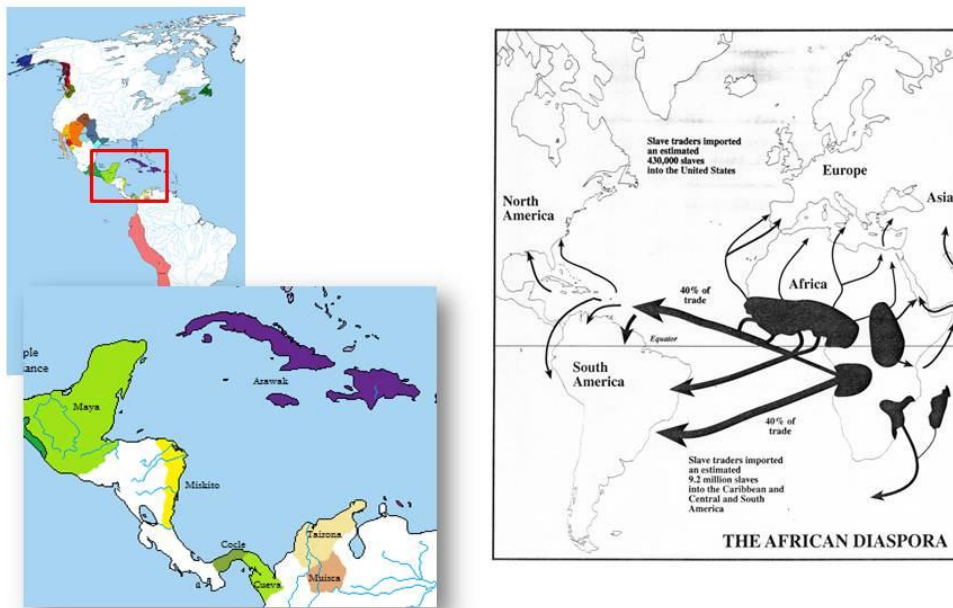 ple
iance
Maya
Arawak
Miskito
Cocle
Cueva
Tairona
Muisca
Slave traders imported
an estimated
430,000 slaves
into the United States
North
America
Europe
Asia
40% of
trade
Africa
Equator
South
America
40% of
trade
Slave traders imported
an estimated
9.2 million slaves
into the Caribbean and
Central and South
America
THE AFRICAN DIASPORA